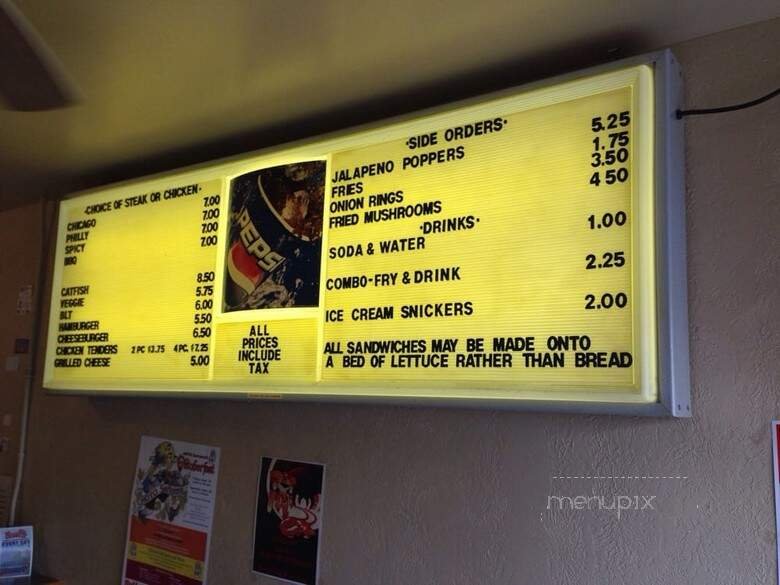 ·CHOICE OF STEAK OR CHICKEN·
CHICAGO 7.00
PHILLY 7.00
SPICY 7.00
BBQ 7.00
CATFISH 8.50
VEGGIE 5.75
BLT 6.00
HAMBURGER 5.50
CHEESEBURGER 6.50
CHICKEN TENDERS 2 PC. $3.75 4 PC. $7.25
GRILLED CHEESE 5.00
PEPSI
ALL
PRICES
INCLUDE
TAX
·SIDE ORDERS·
JALAPENO POPPERS 5.25
FRIES 1.75
ONION RINGS 3.50
FRIED MUSHROOMS 4 50
·DRINKS·
SODA & WATER 1.00
COMBO-FRY & DRINK 2.25
ICE CREAM SNICKERS 2.00
ALL SANDWICHES MAY BE MADE ONTO
A BED OF LETTUCE RATHER THAN BREAD
Oktoberfest
menupix